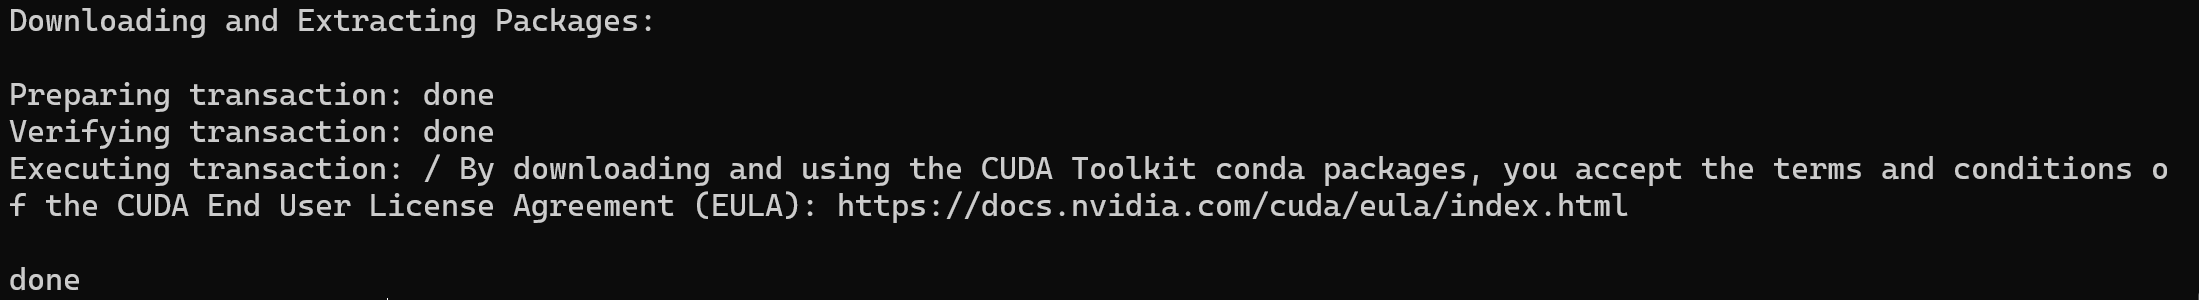 Downloading and Extracting Packages:
Preparing transaction: done
Verifying transaction: done
Executing transaction: / By downloading and using the CUDA Toolkit conda packages, you accept the terms and conditions o
f the CUDA End User License Agreement (EULA): https://docs.nvidia.com/cuda/eula/index.html
done